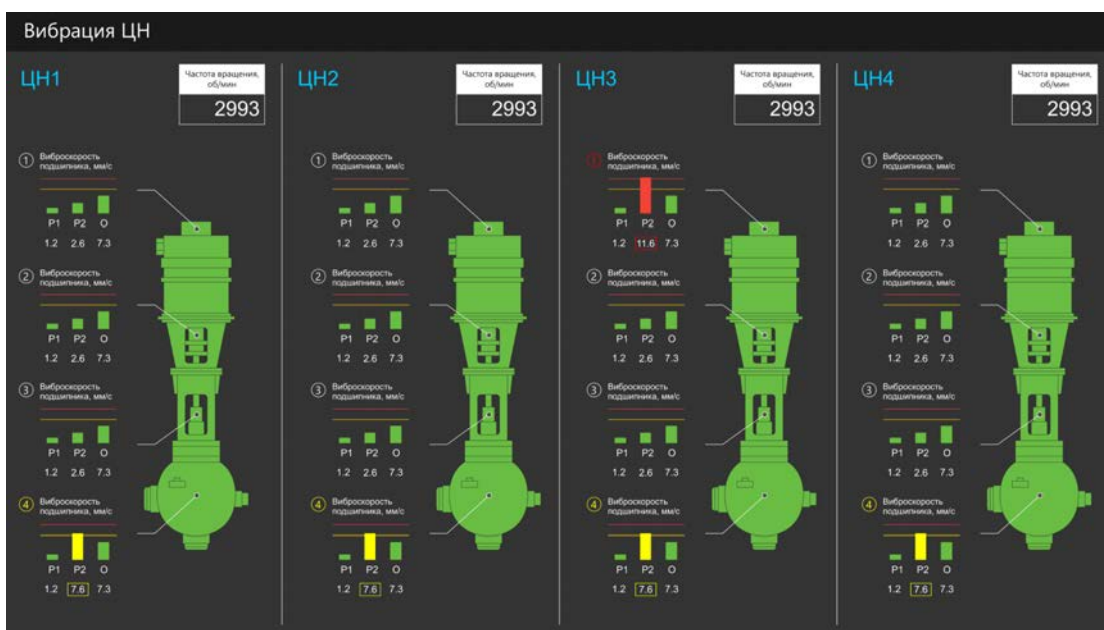 Вибрация ЦН
ЦН1
Частота вращения,
об/мин
2993
1 Виброскорость
подшипника, мм/с
P1 P2 O
1.2 2.6 7.3
2 Виброскорость
подшипника, мм/с
P1 P2 O
1.2 2.6 7.3
3 Виброскорость
подшипника, мм/с
P1 P2 O
1.2 2.6 7.3
4 Виброскорость
подшипника, мм/с
P1 P2 O
1.2 7.6 7.3
ЦН2
Частота вращения,
об/мин
2993
1 Виброскорость
подшипника, мм/с
P1 P2 O
1.2 2.6 7.3
2 Виброскорость
подшипника, мм/с
P1 P2 O
1.2 2.6 7.3
3 Виброскорость
подшипника, мм/с
P1 P2 O
1.2 2.6 7.3
4 Виброскорость
подшипника, мм/с
P1 P2 O
1.2 7.6 7.3
ЦН3
Частота вращения,
об/мин
2993
1 Виброскорость
подшипника, мм/с
P1 P2 O
1.2 11.6 7.3
2 Виброскорость
подшипника, мм/с
P1 P2 O
1.2 2.6 7.3
3 Виброскорость
подшипника, мм/с
P1 P2 O
1.2 2.6 7.3
4 Виброскорость
подшипника, мм/с
P1 P2 O
1.2 7.6 7.3
ЦН4
Частота вращения,
об/мин
2993
1 Виброскорость
подшипника, мм/с
P1 P2 O
1.2 2.6 7.3
2 Виброскорость
подшипника, мм/с
P1 P2 O
1.2 2.6 7.3
3 Виброскорость
подшипника, мм/с
P1 P2 O
1.2 2.6 7.3
4 Виброскорость
подшипника, мм/с
P1 P2 O
1.2 7.6 7.3